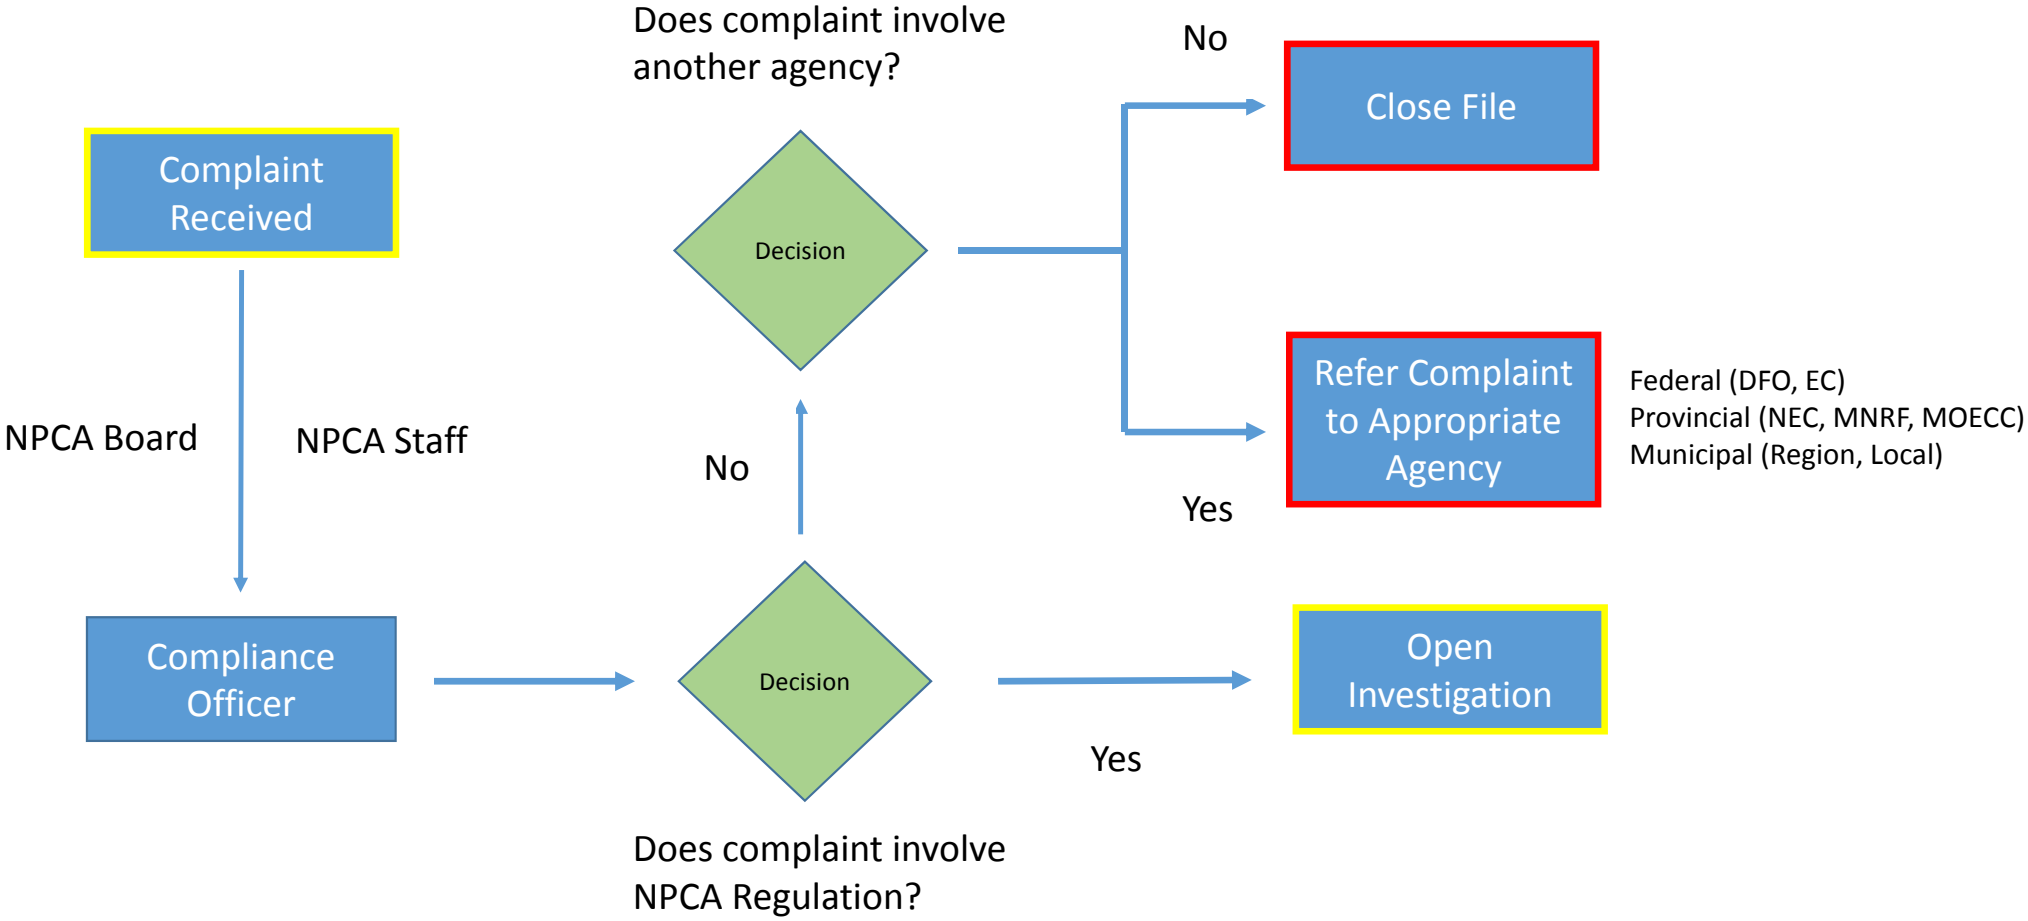 Does complaint involve
another agency?
No
Close File
Complaint
Received
Decision
Refer Complaint
to Appropriate
Agency
Federal (DFO, EC)
Provincial (NEC, MNRF, MOECC)
Municipal (Region, Local)
NPCA Board
NPCA Staff
No
Yes
Compliance
Officer
Decision
Open
Investigation
Yes
Does complaint involve
NPCA Regulation?